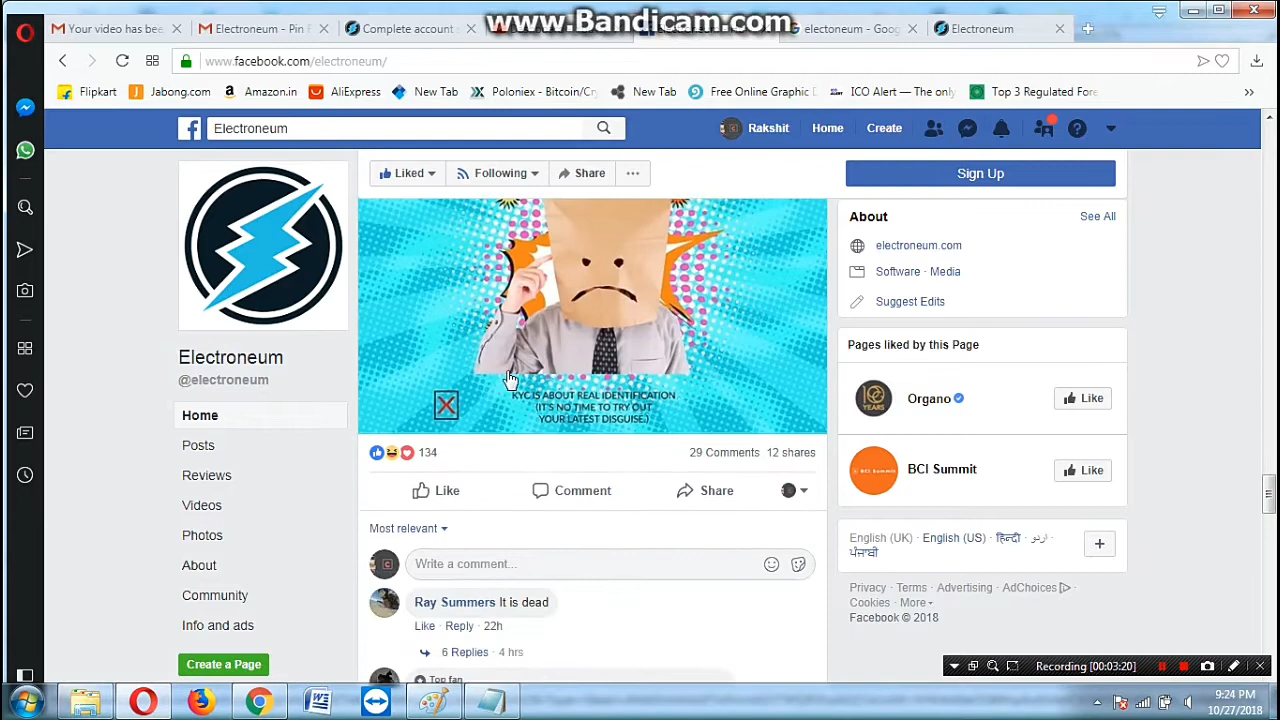 www.Bandicam.com
Your video has bee
Electroneum - Pin F
Complete account
electoneum - Goog
Electroneum
www.facebook.com/electroneum/
Flipkart
Jabong.com
Amazon.in
AliExpress
New Tab
Poloniex - Bitcoin/Cry
New Tab
Free Online Graphic D
ICO Alert — The only
Top 3 Regulated Fore
Electroneum
Rakshit
Home
Create
Liked
Following
Share
Sign Up
Electroneum
@electroneum
Home
Posts
Reviews
Videos
Photos
About
Community
Info and ads
Create a Page
KYC IS ABOUT REAL IDENTIFICATION
(IT'S NO TIME TO TRY OUT
YOUR LATEST DISGUISE.)
134
29 Comments 12 shares
Like
Comment
Share
Most relevant
Write a comment...
Ray Summers It is dead
Like · Reply · 22h
6 Replies · 4 hrs
Top fan
About
See All
electroneum.com
Software · Media
Suggest Edits
Pages liked by this Page
Organo
Like
BCI Summit
Like
English (UK) · English (US) · हिन्दी · اردو ·
ਪੰਜਾਬੀ
Privacy · Terms · Advertising · AdChoices ·
Cookies · More
Facebook © 2018
Recording [00:03:20]
9:24 PM
10/27/2018